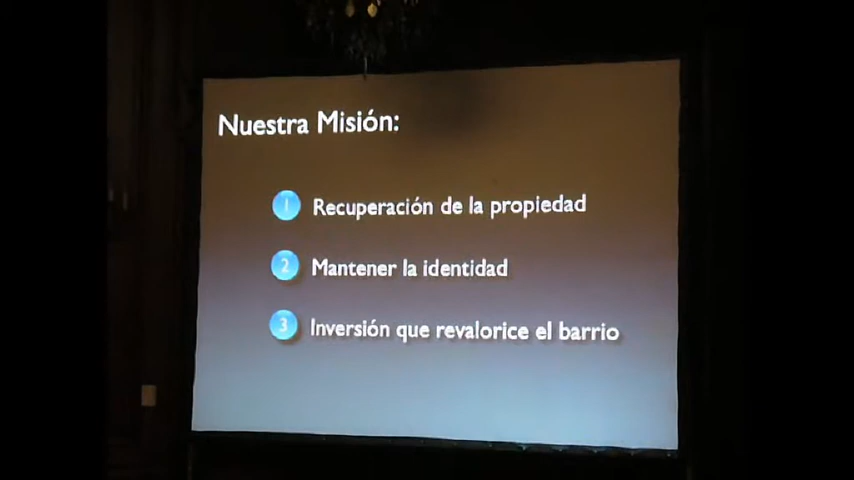 Nuestra Misión:
1 Recuperación de la propiedad
2 Mantener la identidad
3 Inversión que revalorice el barrio